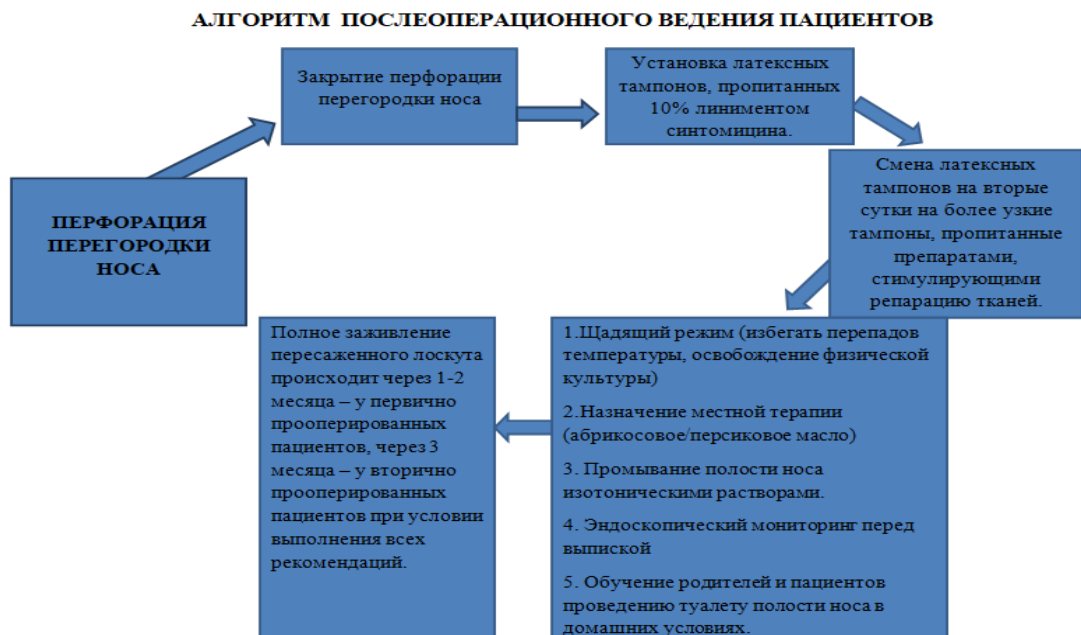 АЛГОРИТМ ПОСЛЕОПЕРАЦИОННОГО ВЕДЕНИЯ ПАЦИЕНТОВ
ПЕРФОРАЦИЯ
ПЕРЕГОРОДКИ
НОСА
Закрытие перфорации
перегородки носа
Установка латексных
тампонов, пропитанных
10% линиментом
синтомицина.
Смена латексных
тампонов на вторые
сутки на более узкие
тампоны, пропитанные
препаратами,
стимулирующими
репарацию тканей.
1.Щадящий режим (избегать перепадов
температуры, освобождение физической
культуры)
2.Назначение местной терапии
(абрикосовое/персиковое масло)
3. Промывание полости носа
изотоническими растворами.
4. Эндоскопический мониторинг перед
выпиской
5. Обучение родителей и пациентов
проведению туалету полости носа в
домашних условиях.
Полное заживление
пересаженного лоскута
происходит через 1-2
месяца – у первично
прооперированных
пациентов, через 3
месяца – у вторично
прооперированных
пациентов при условии
выполнения всех
рекомендаций.